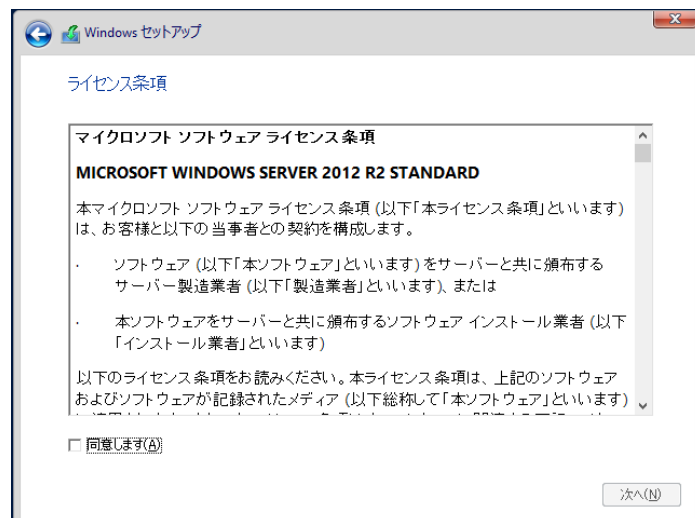 Windows セットアップ
ライセンス条項
マイクロソフト ソフトウェア ライセンス条項
MICROSOFT WINDOWS SERVER 2012 R2 STANDARD
本マイクロソフト ソフトウェア ライセンス条項 (以下「本ライセンス条項」といいます)
は、お客様と以下の当事者との契約を構成します。
· ソフトウェア (以下「本ソフトウェア」といいます) をサーバーと共に頒布する
サーバー製造業者 (以下「製造業者」といいます)、または
· 本ソフトウェアをサーバーと共に頒布するソフトウェア インストール業者 (以下
「インストール業者」といいます)
以下のライセンス条項をお読みください。本ライセンス条項は、上記のソフトウェア
およびソフトウェアが記録されたメディア (以下総称して「本ソフトウェア」といいます)
同意します(A)
次へ(N)